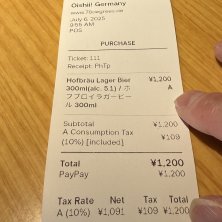 Oishii! Germany
July 6, 2025
9:55 AM
POS
PURCHASE
Ticket: 111
Receipt: PhTp
Hofbräu Lager Bier ¥1,200
300ml(alc. 5.1) / ホ A
フブロイラガービー
ル 300ml
Subtotal ¥1,200
A Consumption Tax ¥109
(10%) [included]
Total ¥1,200
PayPay ¥1,200
Tax Rate Net Tax Total
A (10%) ¥1,091 ¥109 ¥1,200